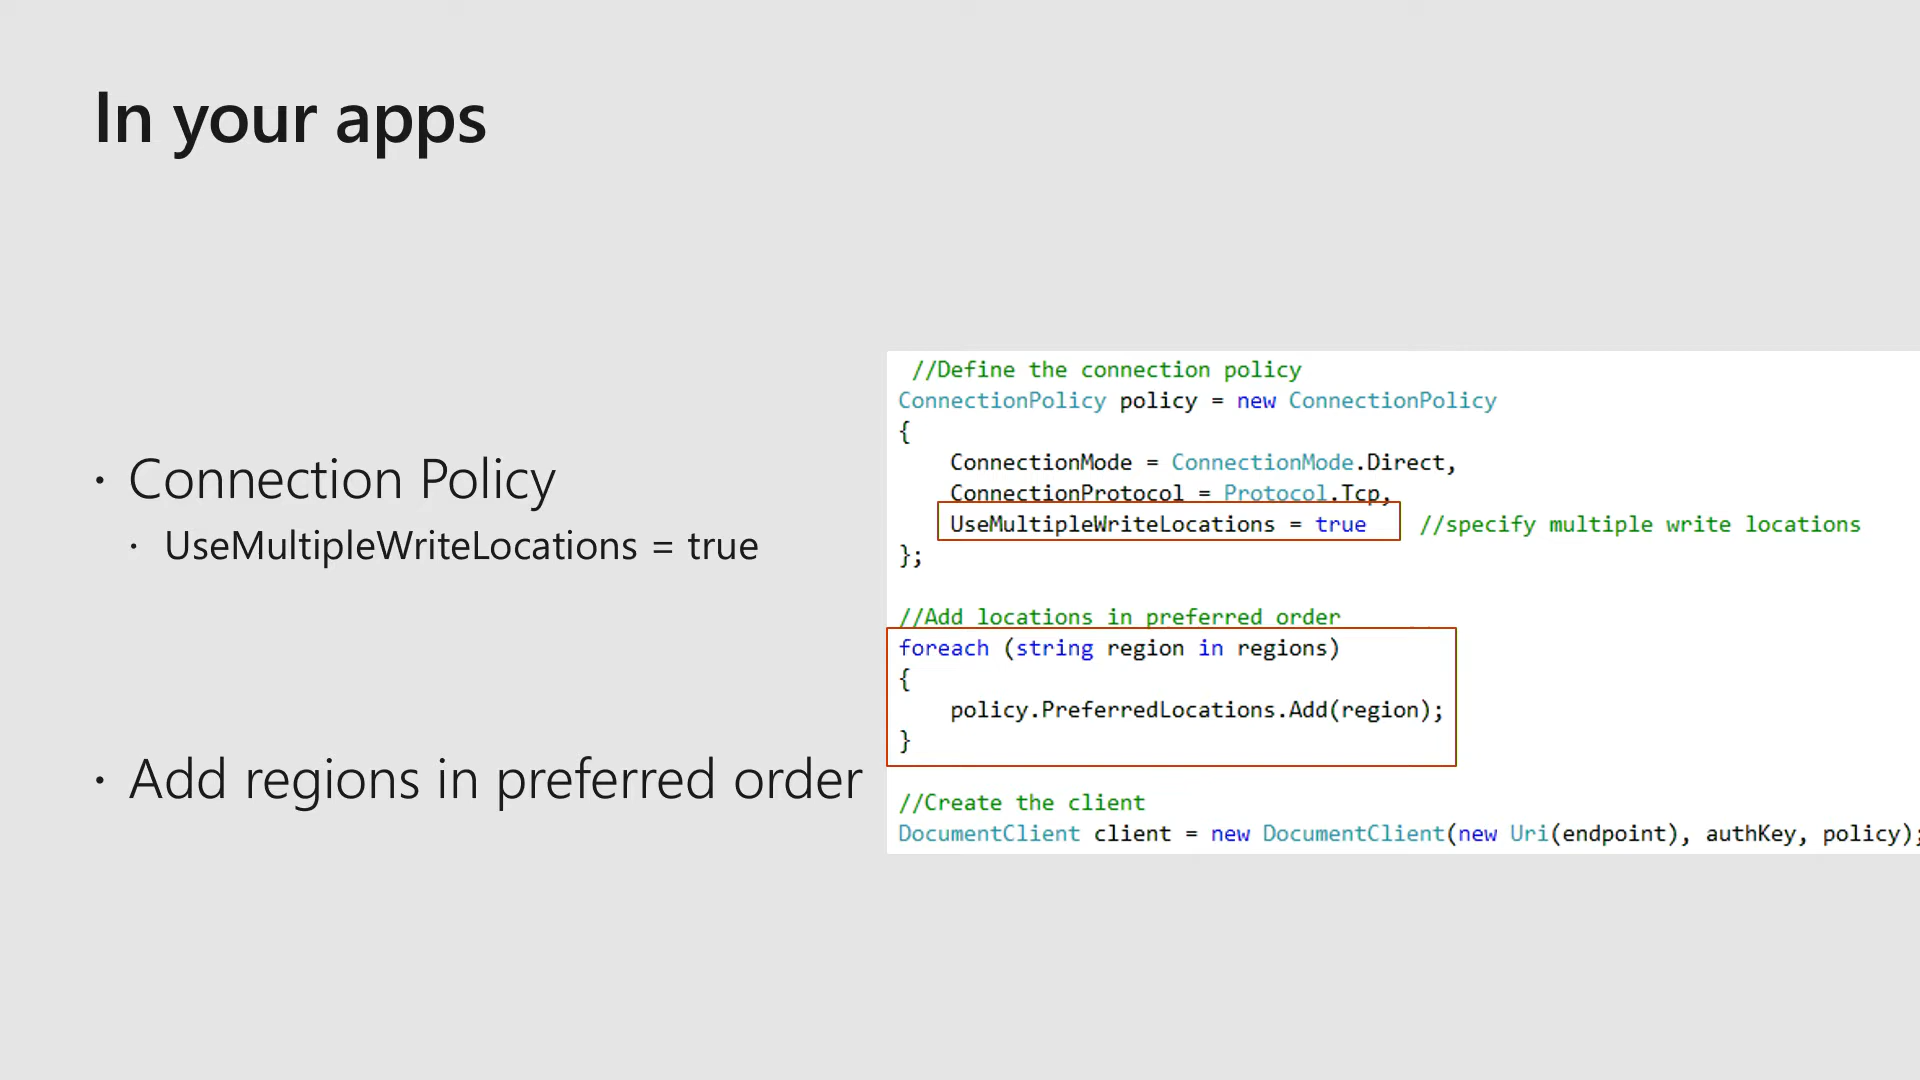 In your apps
· Connection Policy
· UseMultipleWriteLocations = true
· Add regions in preferred order
//Define the connection policy
ConnectionPolicy policy = new ConnectionPolicy
{
    ConnectionMode = ConnectionMode.Direct,
    ConnectionProtocol = Protocol.Tcp,
    UseMultipleWriteLocations = true //specify multiple write locations
};
//Add locations in preferred order
foreach (string region in regions)
{
    policy.PreferredLocations.Add(region);
}
//Create the client
DocumentClient client = new DocumentClient(new Uri(endpoint), authKey, policy);